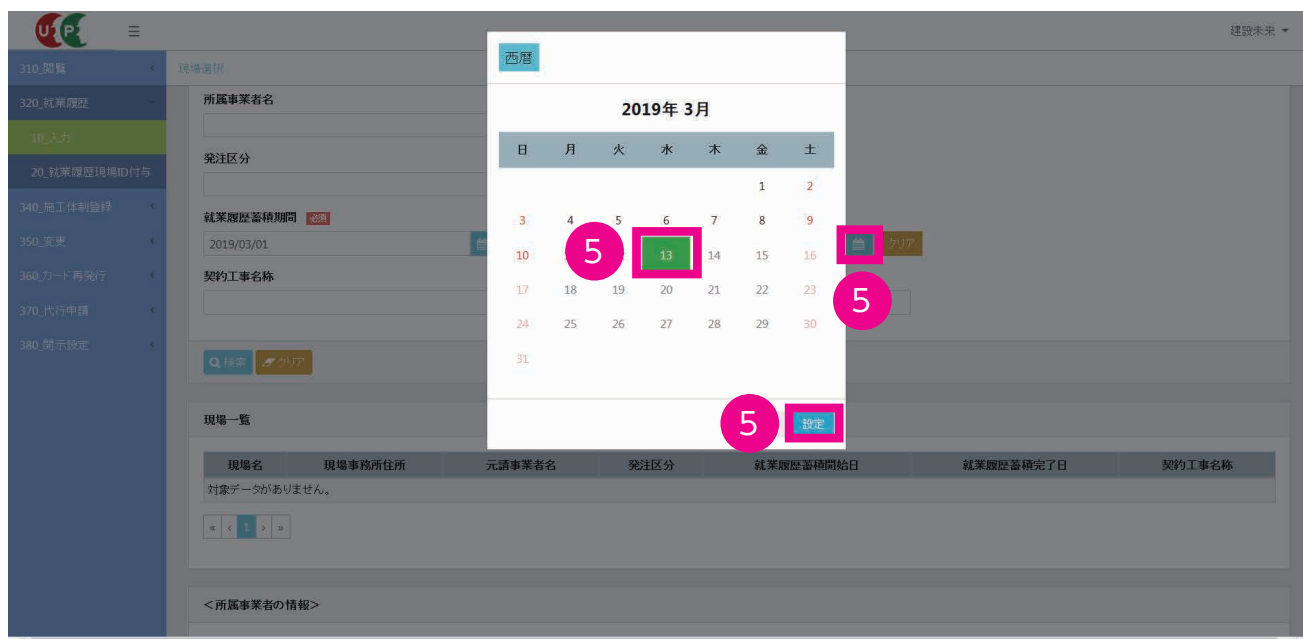 U P
建設未来
310_閲覧
320_就業履歴
10_入力
20_就業履歴現場ID付与
340_施工体制登録
350_変更
360_カード再発行
370_代行申請
380_開示設定
現場選択
所属事業者名
発注区分
就業履歴蓄積期間 必須
2019/03/01
クリア
契約工事名称
検索 クリア
西暦
2019年 3月
日 月 火 水 木 金 土
1 2
3 4 5 6 7 8 9
10 5 13 14 15 16
17 18 19 20 21 22 23
24 25 26 27 28 29 30
31
5
5 設定
現場一覧
現場名 現場事務所住所 元請事業者名 発注区分 就業履歴蓄積開始日 就業履歴蓄積完了日 契約工事名称
対象データがありません。
« ‹ 1 › »
<所属事業者の情報>